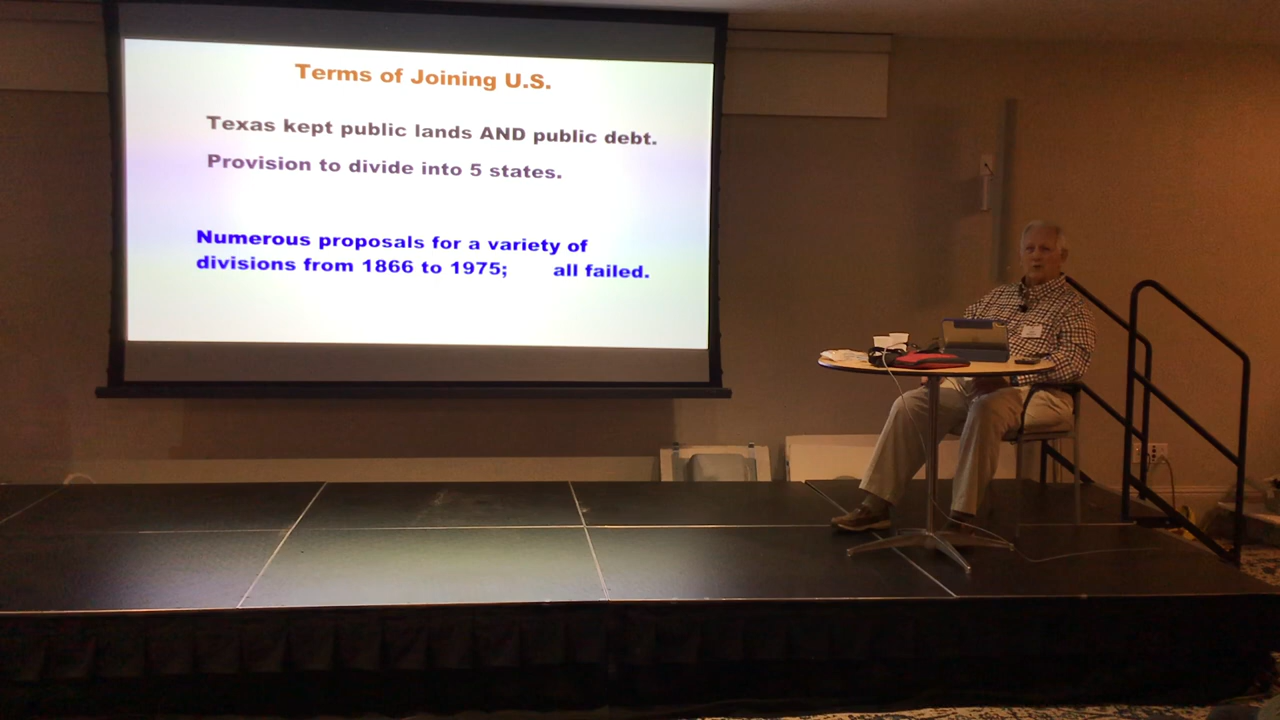 Terms of Joining U.S.
Texas kept public lands AND public debt.
Provision to divide into 5 states.
Numerous proposals for a variety of
divisions from 1866 to 1975; all failed.